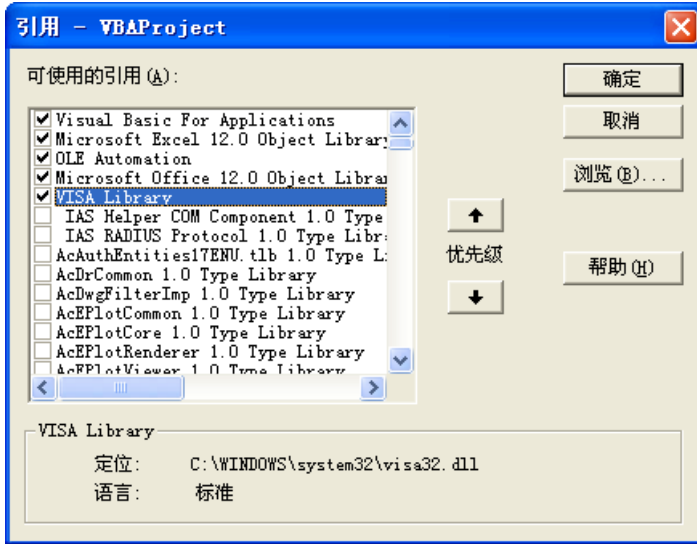 引用 - VBAProject
可使用的引用(A):
Visual Basic For Applications
Microsoft Excel 12.0 Object Library
OLE Automation
Microsoft Office 12.0 Object Librar
VISA Library
IAS Helper COM Component 1.0 Type
IAS RADIUS Protocol 1.0 Type Libr
AcAuthEntities17ENU.tlb 1.0 Type L
AcDrCommon 1.0 Type Library
AcDwgFilterImp 1.0 Type Library
AcEPlotCommon 1.0 Type Library
AcEPlotCore 1.0 Type Library
AcEPlotRenderer 1.0 Type Library
AcEPlotViewer 1.0 Type Library
优先级
确定
取消
浏览(B)...
帮助(H)
VISA Library
定位: C:\WINDOWS\system32\visa32.dll
语言: 标准